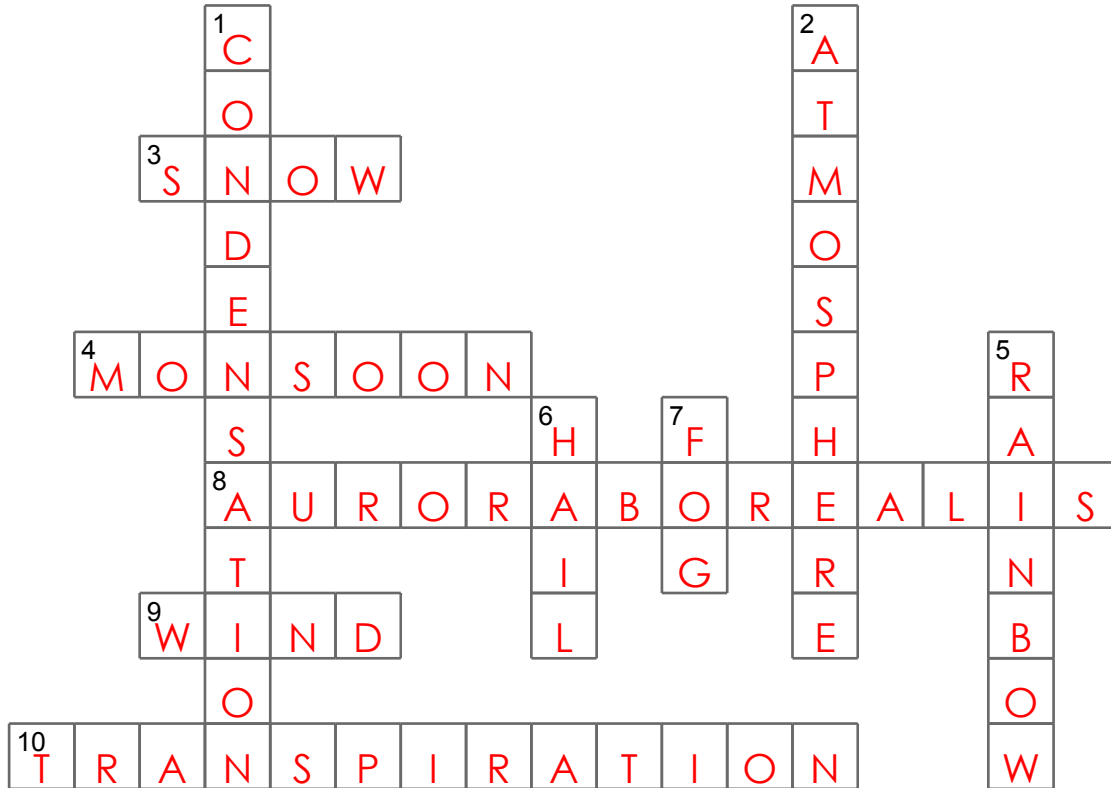 1 C 2 A
O T
3 S N O W M
D O
E S
4 M O N S O O N P 5 R
S 6 H 7 F H A
8 A U R O R A B O R E A L I S
T I G R N
9 W I N D L E B
O O
10 T R A N S P I R A T I O N W